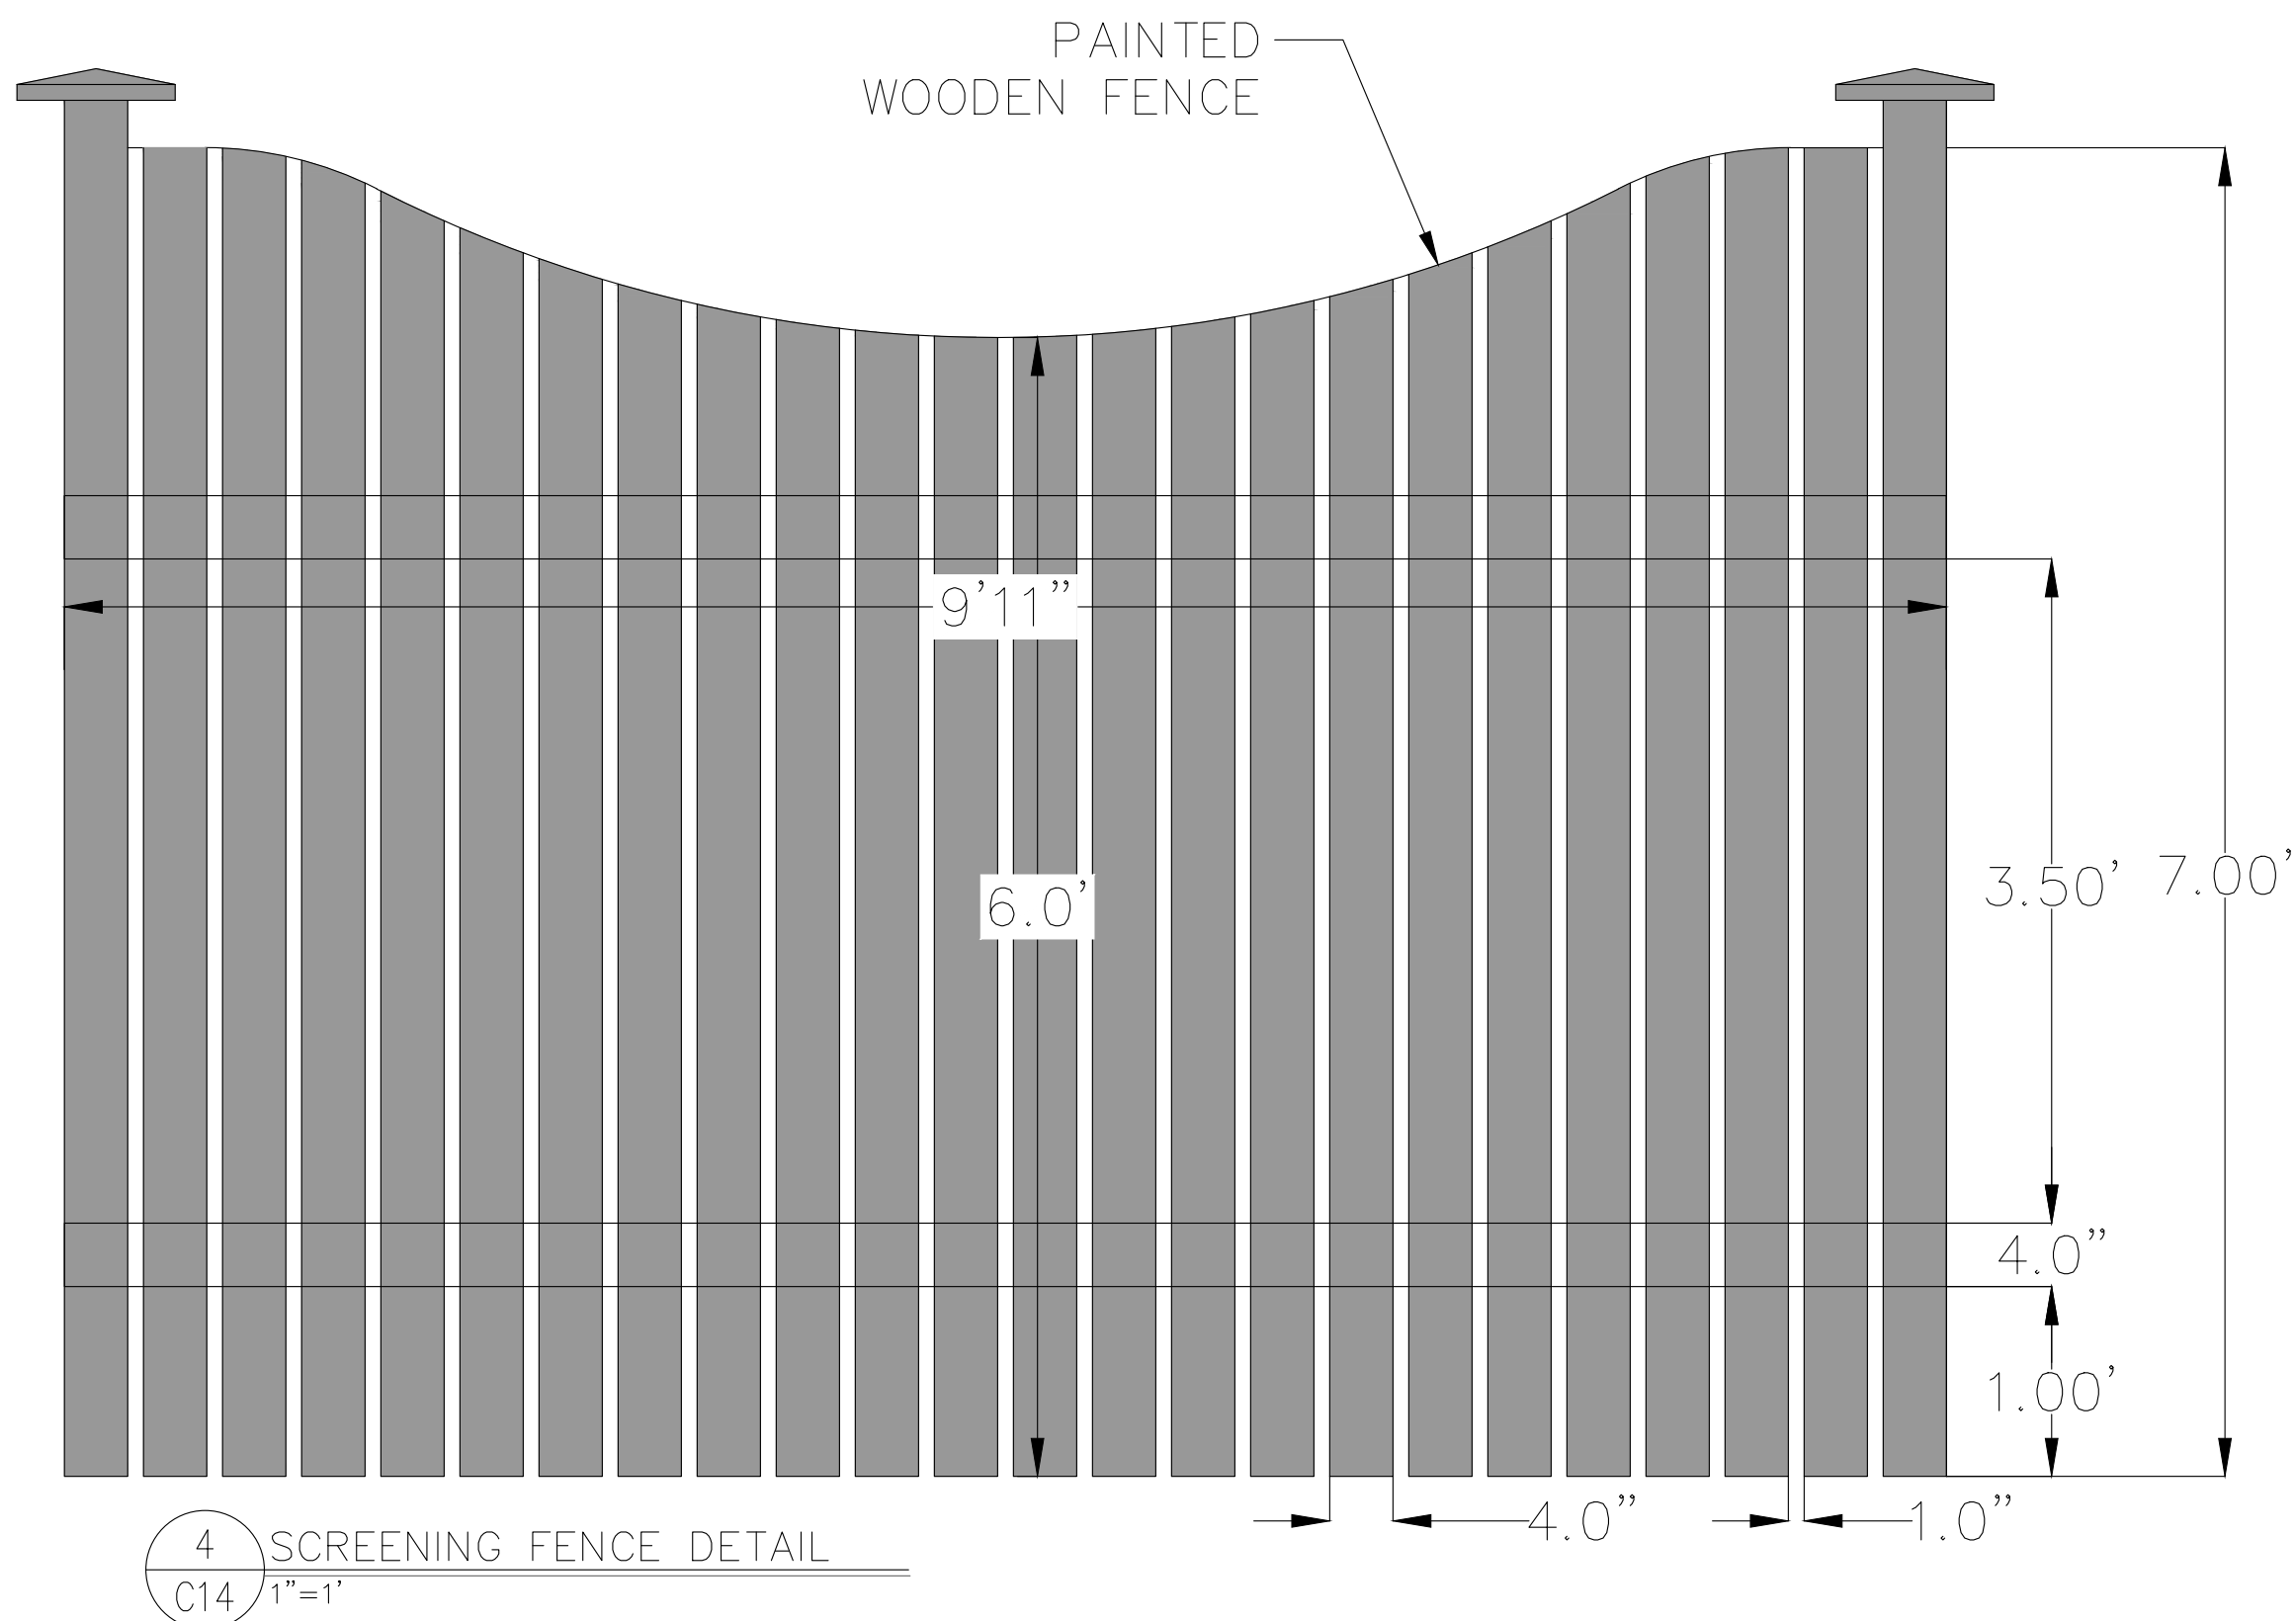 PAINTED
WOODEN FENCE
9'11"
6.0'
3.50'
7.00'
4.0"
1.00'
4.0"
1.0"
4
SCREENING FENCE DETAIL
C14
1"=1'